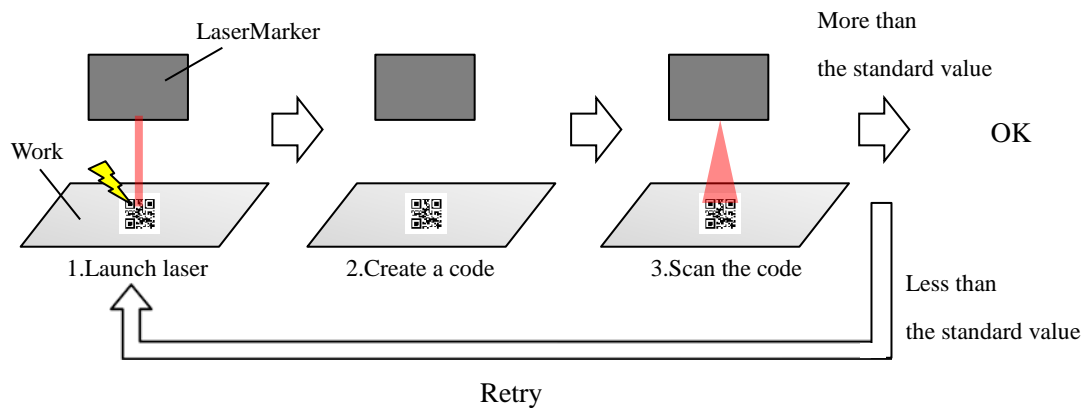 LaserMarker
More than
the standard value
OK
Work
1.Launch laser
2.Create a code
3.Scan the code
Less than
the standard value
Retry